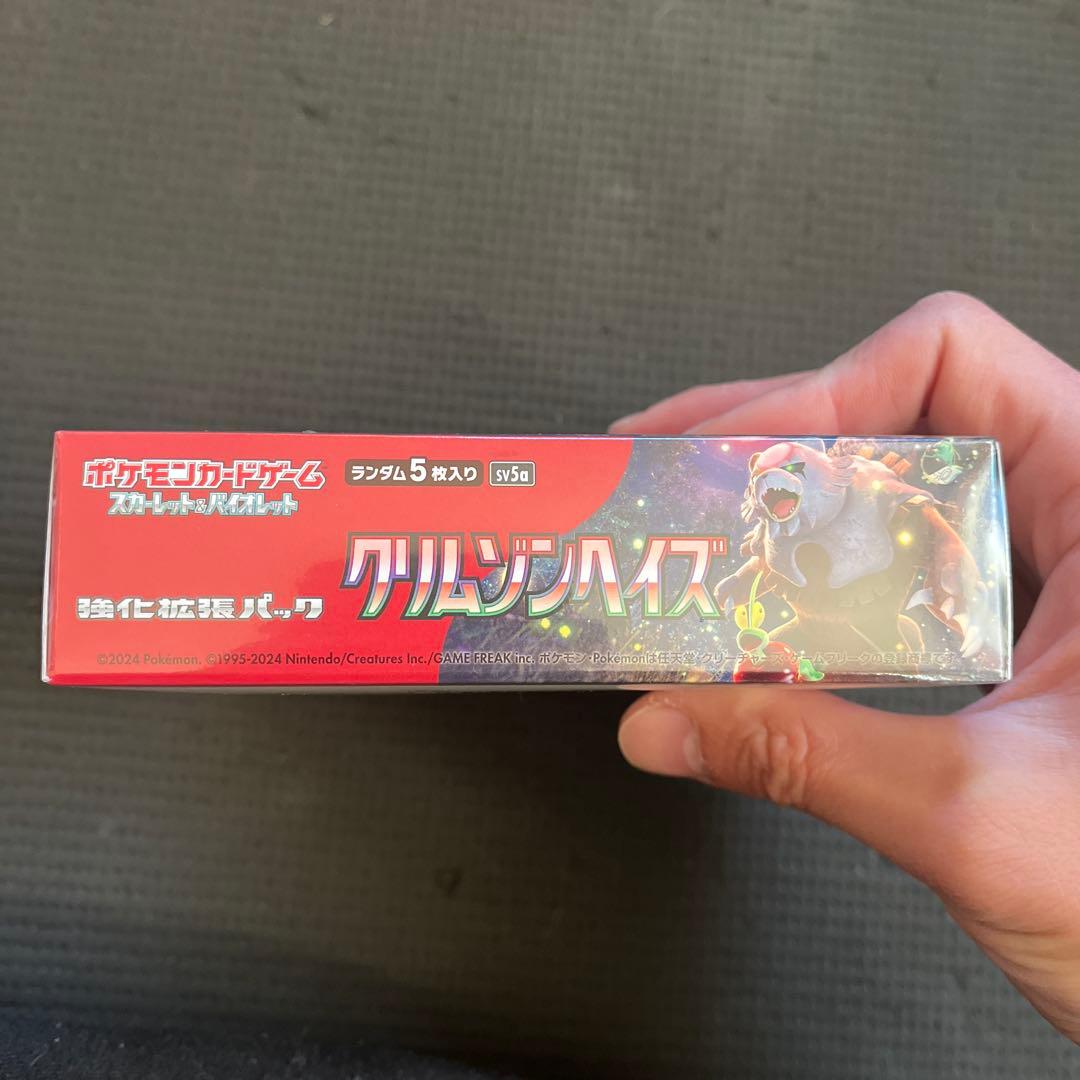 ポケモンカードゲーム
スカーレット&バイオレット
ランダム5枚入り sv5a
クリムゾンヘイズ
強化拡張パック
©2024 Pokémon. ©1995-2024 Nintendo/Creatures Inc./GAME FREAK inc. ポケモン・Pokémonは任天堂・クリーチャーズ・ゲームフリークの登録商標です。